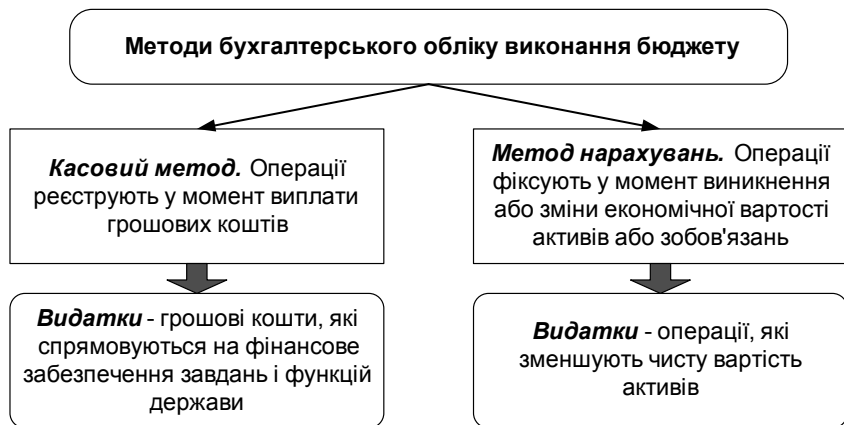 Методи бухгалтерського обліку виконання бюджету
Касовий метод. Операції
реєструють у момент виплати
грошових коштів
Метод нарахувань. Операції
фіксують у момент виникнення
або зміни економічної вартості
активів або зобов'язань
Видатки - грошові кошти, які
спрямовуються на фінансове
забезпечення завдань і функцій
держави
Видатки - операції, які
зменшують чисту вартість
активів